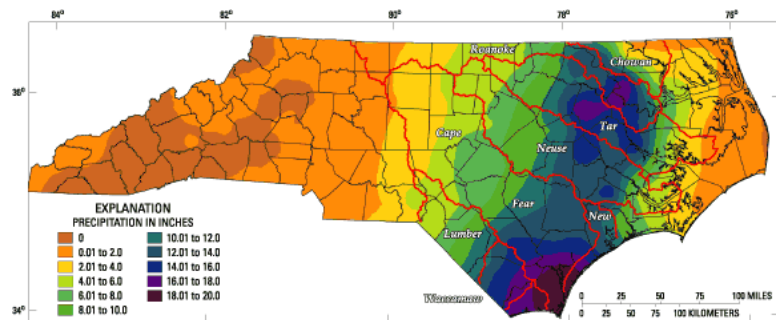 84° 82° 80° 78° 76°
Roanoke
Chowan
36°
Tar
Cape
Neuse
Fear
New
Lumber
Waccamaw
34°
EXPLANATION
PRECIPITATION IN INCHES
0
0.01 to 2.0
2.01 to 4.0
4.01 to 6.0
6.01 to 8.0
8.01 to 10.0
10.01 to 12.0
12.01 to 14.0
14.01 to 16.0
16.01 to 18.0
18.01 to 20.0
0 25 50 75 100 MILES
0 25 50 75 100 KILOMETERS